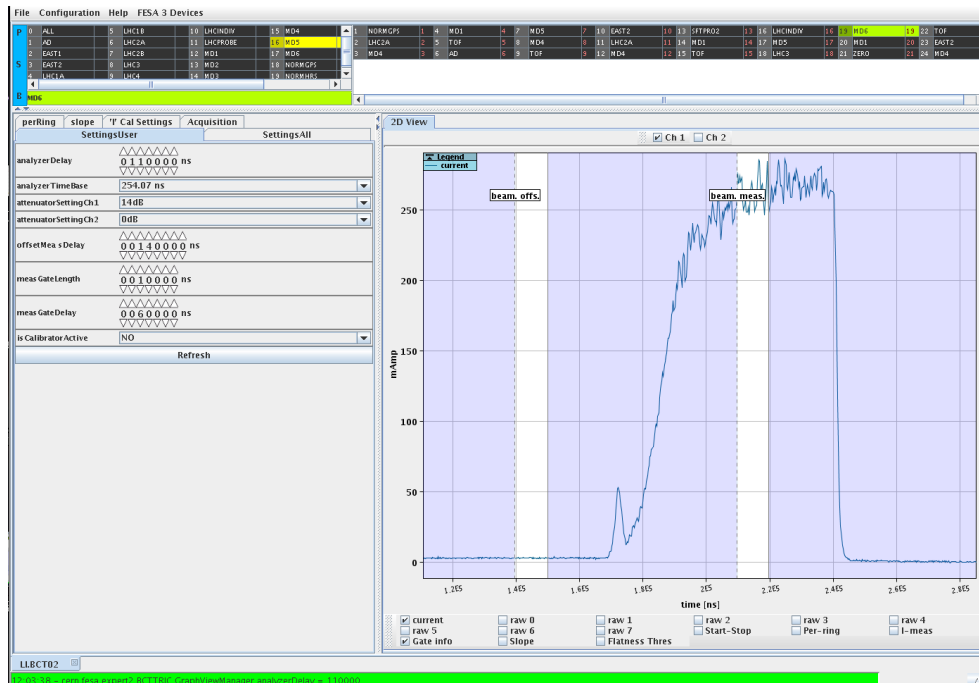 File Configuration Help FESA 3 Devices
P S B
0 ALL 5 LHC1B 10 LHCINDIV 15 MD4
1 AD 6 LHC2A 11 LHCPROBE 16 MD5
2 EAST1 7 LHC2B 12 MD1 17 MD6
3 EAST2 8 LHC3 13 MD2 18 NORMGPS
4 LHC1A 9 LHC4 14 MD3 19 NORMHRS
MD6
1 NORMGPS 1 4 MD1 4 7 MD5 7 10 EAST2 10 13 SFTPRO2 13 16 LHCINDIV 16 19 MD6 19 22 TOF
2 LHC2A 2 5 TOF 5 8 MD4 8 11 LHC2A 11 14 MD1 14 17 MD5 17 20 MD1 20 23 EAST2
3 MD4 3 6 AD 6 9 TOF 9 12 MD4 12 15 TOF 15 18 LHC3 18 21 ZERO 21 24 MD4
perRing slope 'I' Cal Settings Acquisition
SettingsUser SettingsAll
analyzerDelay 0110000 ns
analyzerTimeBase 254.07 ns
attenuatorSettingCh1 14dB
attenuatorSettingCh2 0dB
offsetMeasDelay 00140000 ns
measGateLength 0010000 ns
measGateDelay 0060000 ns
isCalibratorActive NO
Refresh
2D View
Ch 1 Ch 2
Legend
current
beam. offs.
beam. meas.
250
200
150
100
50
0
mAmp
1.2E5 1.4E5 1.6E5 1.8E5 2E5 2.2E5 2.4E5 2.6E5 2.8E5
time [ns]
current raw 0 raw 1 raw 2 raw 3 raw 4
raw 5 raw 6 raw 7 Start-Stop Per-ring I-meas
Gate info Slope Flatness Thres
LI.BCT02
12:03:38 - cern.fesa.expert2.BCTTRIC.GraphViewManager.analyzerDelay = 110000